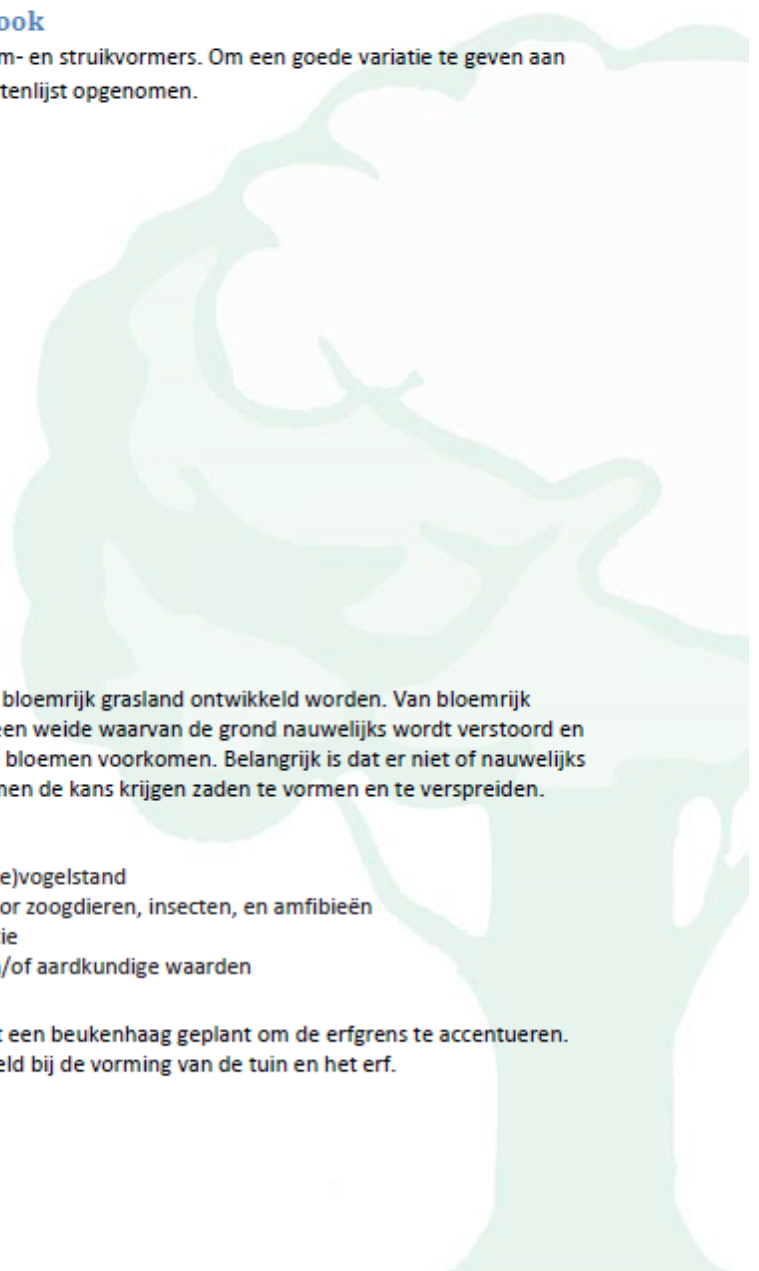 ook
m- en struikvormers. Om een goede variatie te geven aan
rtenlijst opgenomen.
bloemrijk grasland ontwikkeld worden. Van bloemrijk
een weide waarvan de grond nauwelijks wordt verstoord en
bloemen voorkomen. Belangrijk is dat er niet of nauwelijks
men de kans krijgen zaden te vormen en te verspreiden.
e)vogelstand
or zoogdieren, insecten, en amfibieën
tie
n/of aardkundige waarden
t een beukenhaag geplant om de erfgrens te accentueren.
eld bij de vorming van de tuin en het erf.